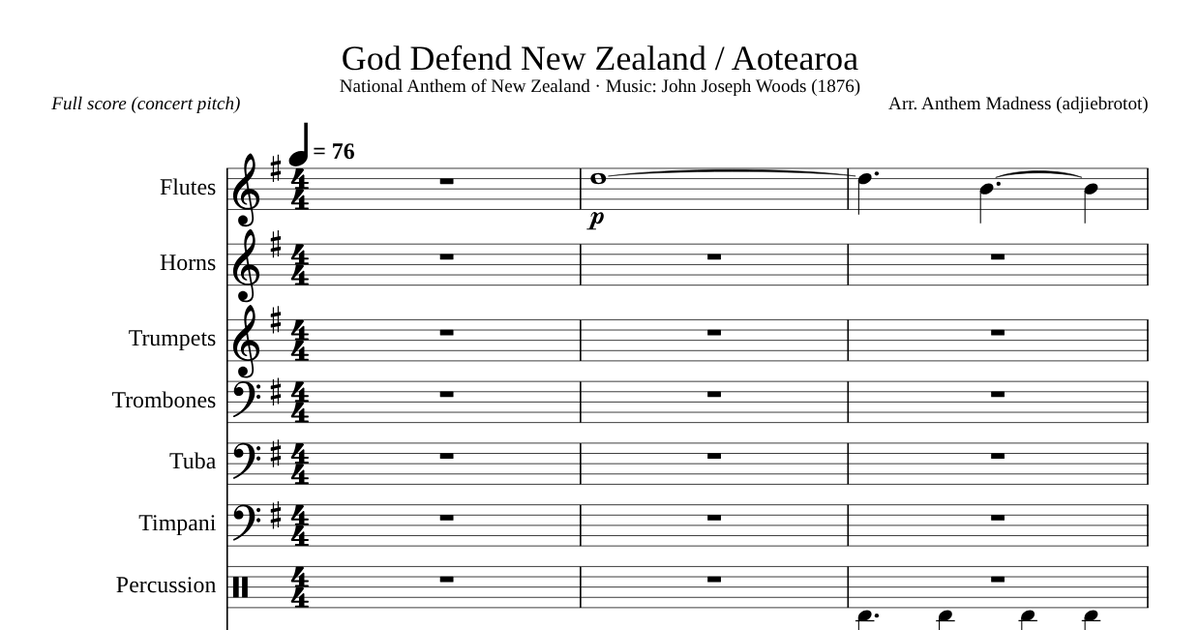 God Defend New Zealand / Aotearoa
National Anthem of New Zealand · Music: John Joseph Woods (1876)
Full score (concert pitch)
Arr. Anthem Madness (adjiebrotot)
= 76
Flutes
p
Horns
Trumpets
Trombones
Tuba
Timpani
Percussion